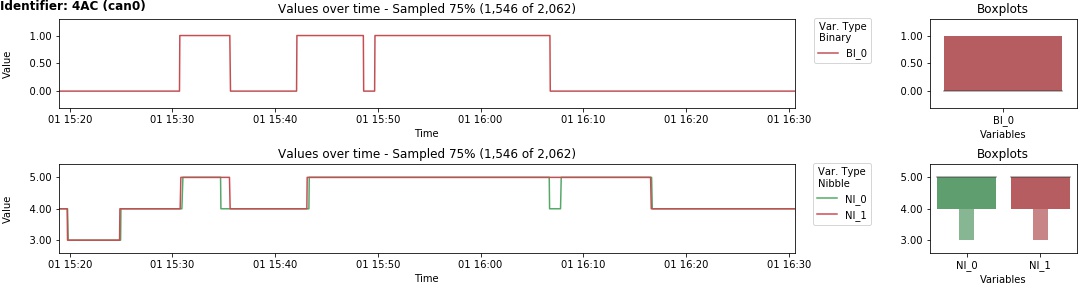 Identifier: 4AC (can0)
Values over time - Sampled 75% (1,546 of 2,062)
Value
1.00
0.50
0.00
01 15:20 01 15:30 01 15:40 01 15:50 01 16:00 01 16:10 01 16:20 01 16:30
Time
Var. Type
Binary
BI_0
Boxplots
1.00
0.50
0.00
BI_0
Variables
Values over time - Sampled 75% (1,546 of 2,062)
Value
5.00
4.00
3.00
01 15:20 01 15:30 01 15:40 01 15:50 01 16:00 01 16:10 01 16:20 01 16:30
Time
Var. Type
Nibble
NI_0
NI_1
Boxplots
5.00
4.00
3.00
NI_0 NI_1
Variables